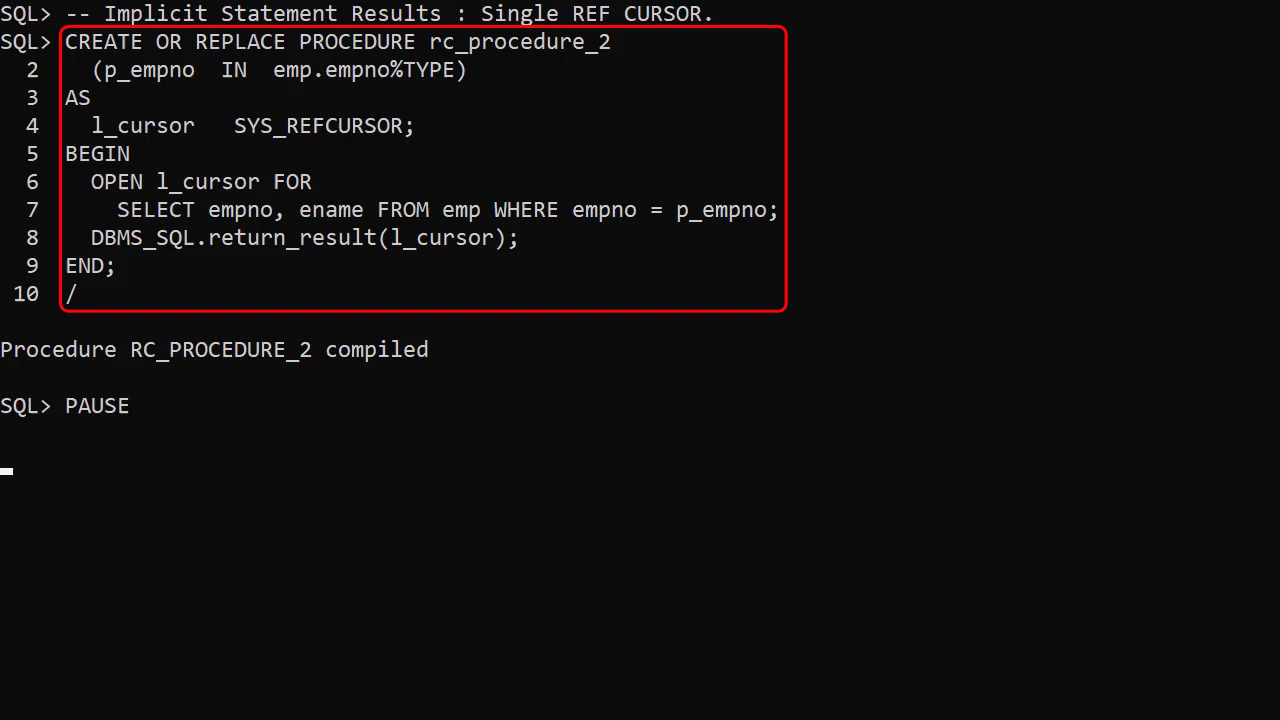 SQL> -- Implicit Statement Results : Single REF CURSOR.
SQL> CREATE OR REPLACE PROCEDURE rc_procedure_2
  2    (p_empno  IN  emp.empno%TYPE)
  3  AS
  4    l_cursor   SYS_REFCURSOR;
  5  BEGIN
  6    OPEN l_cursor FOR
  7      SELECT empno, ename FROM emp WHERE empno = p_empno;
  8    DBMS_SQL.return_result(l_cursor);
  9  END;
 10  /
Procedure RC_PROCEDURE_2 compiled
SQL> PAUSE